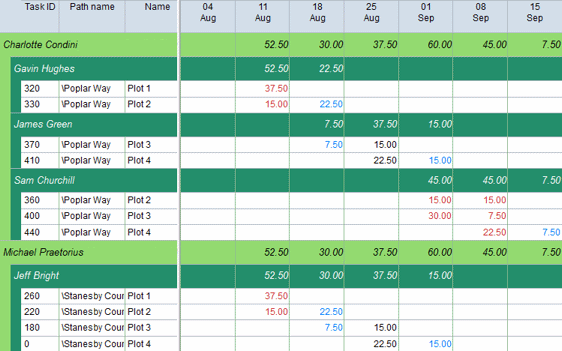 Task ID Path name Name 04 Aug 11 Aug 18 Aug 25 Aug 01 Sep 08 Sep 15 Sep
Charlotte Condini 52.50 30.00 37.50 60.00 45.00 7.50
Gavin Hughes 52.50 22.50
320 \Poplar Way Plot 1 37.50
330 \Poplar Way Plot 2 15.00 22.50
James Green 7.50 37.50 15.00
370 \Poplar Way Plot 3 7.50 15.00
410 \Poplar Way Plot 4 22.50 15.00
Sam Churchill 45.00 45.00 7.50
360 \Poplar Way Plot 2 15.00 15.00
400 \Poplar Way Plot 3 30.00 7.50
440 \Poplar Way Plot 4 22.50 7.50
Michael Praetorius 52.50 30.00 37.50 60.00 45.00 7.50
Jeff Bright 52.50 30.00 37.50 15.00
260 \Stanesby Cour Plot 1 37.50
220 \Stanesby Cour Plot 2 15.00 22.50
180 \Stanesby Cour Plot 3 7.50 15.00
0 \Stanesby Cour Plot 4 22.50 15.00